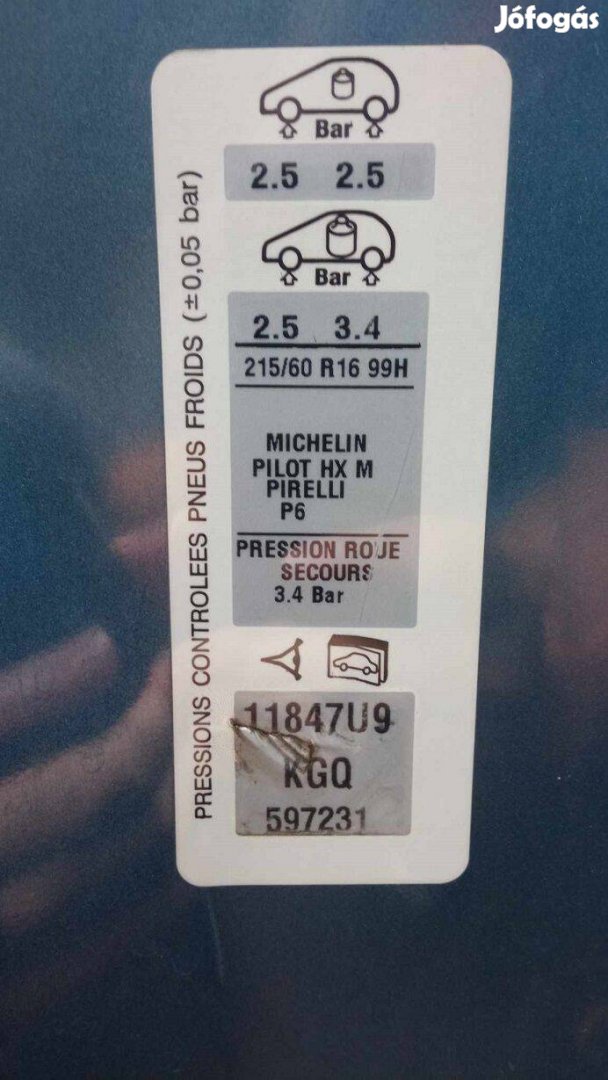 Jófogás
PRESSIONS CONTROLEES PNEUS FROIDS (±0,05 bar)
Bar
2.5 2.5
Bar
2.5 3.4
215/60 R16 99H
MICHELIN
PILOT HX M
PIRELLI
P6
PRESSION ROUE
SECOURS
3.4 Bar
11847U9
KGQ
597231